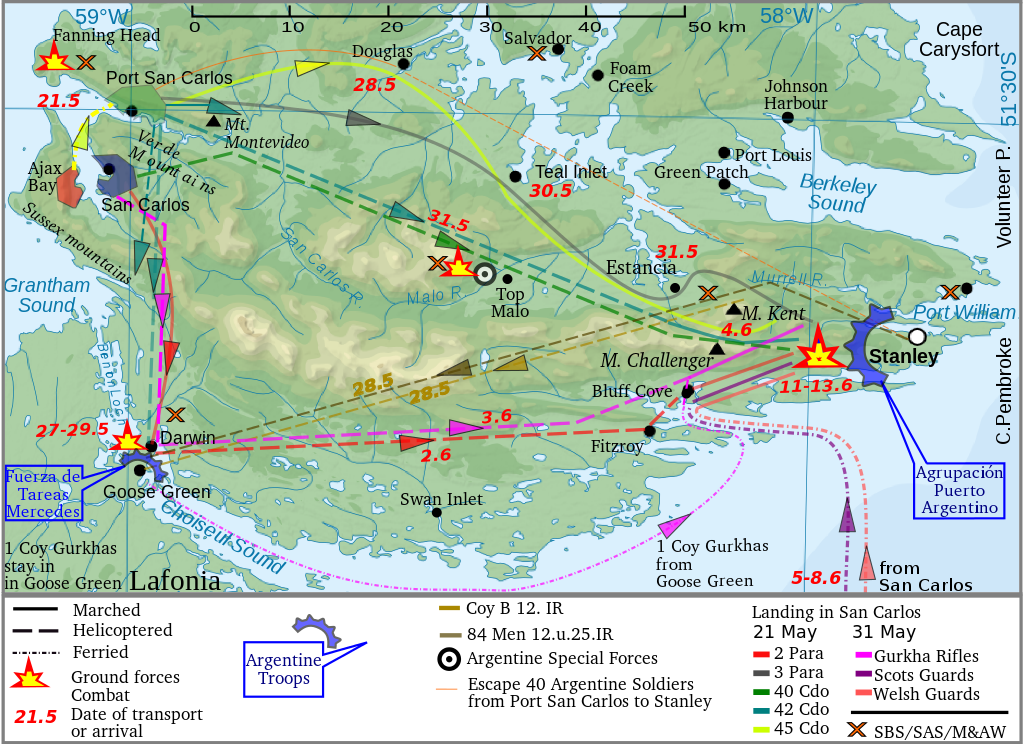 59°W
0
10
20
30
40
50 km
58°W
Fanning Head
Douglas
Salvador
Cape
Carysfort
51°30'S
Port San Carlos
Foam
Creek
Johnson
Harbour
21.5
28.5
Mt.
Montevideo
Verde
Mountains
Port Louis
Green Patch
Teal Inlet
30.5
Ajax
Bay
San Carlos
Berkeley
Sound
Volunteer P.
Sussex mountains
31.5
San Carlos R.
Estancia
31.5
Murrell R.
Grantham
Sound
Malo R.
Top
Malo
M. Kent
Port William
4.6
Stanley
M. Challenger
11-13.6
C.Pembroke
28.5
28.5
Bluff Cove
3.6
27-29.5
Darwin
2.6
Fitzroy
Fuerza de
Tareas
Mercedes
Goose Green
Agrupación
Puerto
Argentino
Swan Inlet
Choiseul Sound
1 Coy Gurkhas
stay in
in Goose Green
Lafonia
1 Coy Gurkhas
from
Goose Green
5-8.6
from
San Carlos
Marched
Helicoptered
Ferried
Ground forces
Combat
21.5
Date of transport
or arrival
Argentine
Troops
Coy B 12. IR
84 Men 12.u.25.IR
Argentine Special Forces
Escape 40 Argentine Soldiers
from Port San Carlos to Stanley
Landing in San Carlos
21 May
31 May
2 Para
3 Para
40 Cdo
42 Cdo
45 Cdo
Gurkha Rifles
Scots Guards
Welsh Guards
SBS/SAS/M&AW